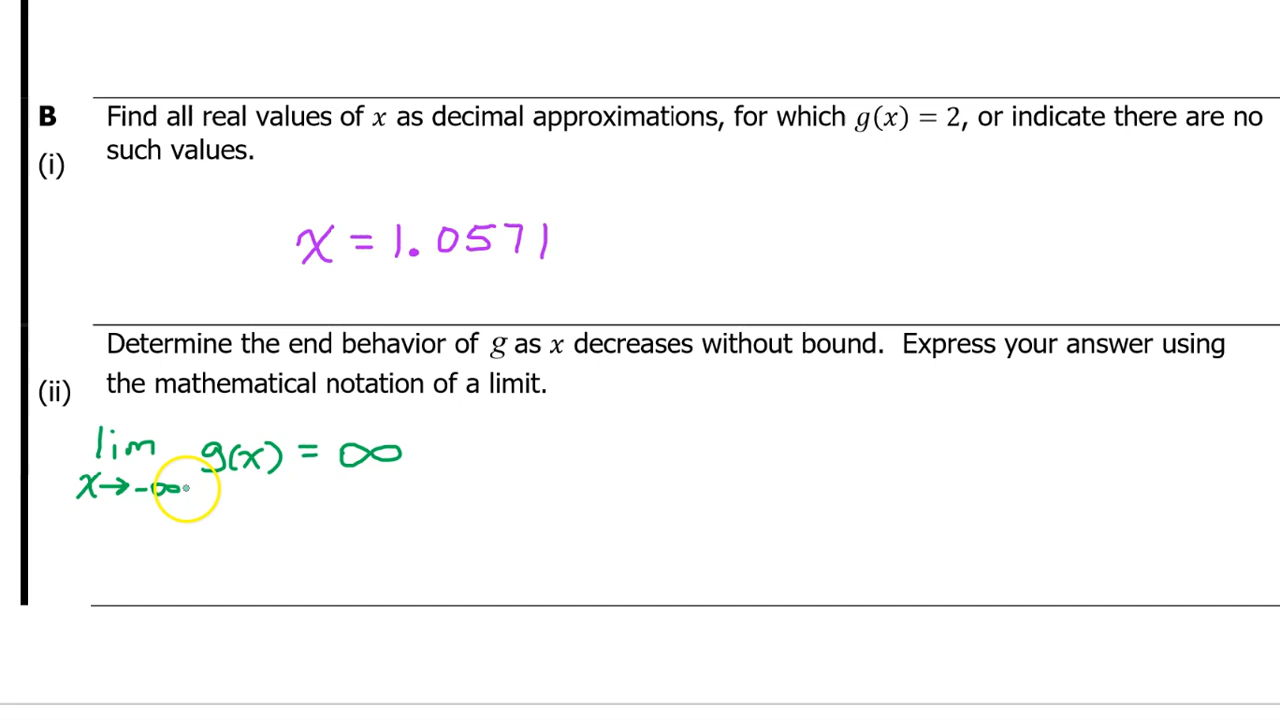 B
(i)
Find all real values of x as decimal approximations, for which g(x) = 2, or indicate there are no
such values.
x = 1.0571
(ii)
Determine the end behavior of g as x decreases without bound. Express your answer using
the mathematical notation of a limit.
lim g(x) = ∞
x→-∞